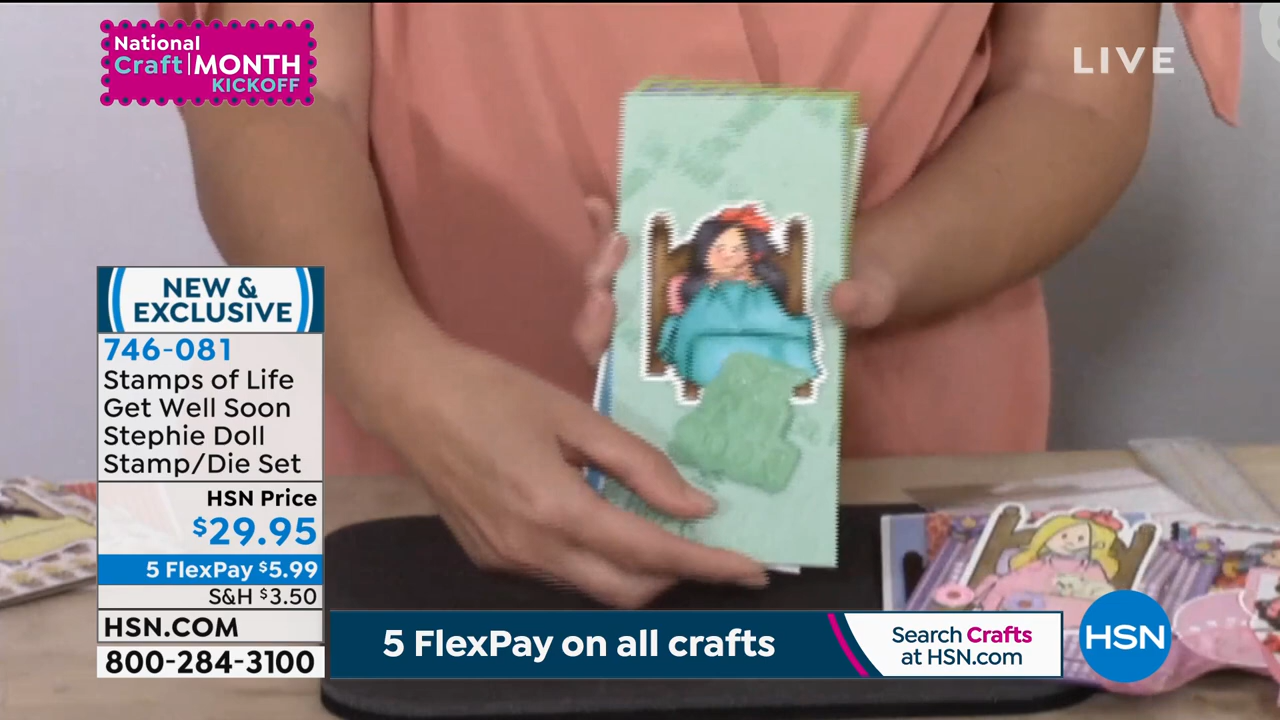 National
Craft | MONTH
KICKOFF
LIVE
NEW &
EXCLUSIVE
746-081
Stamps of Life
Get Well Soon
Stephie Doll
Stamp/Die Set
HSN Price
$29.95
5 FlexPay $5.99
S&H $3.50
HSN.COM
800-284-3100
5 FlexPay on all crafts
Search Crafts
at HSN.com
HSN